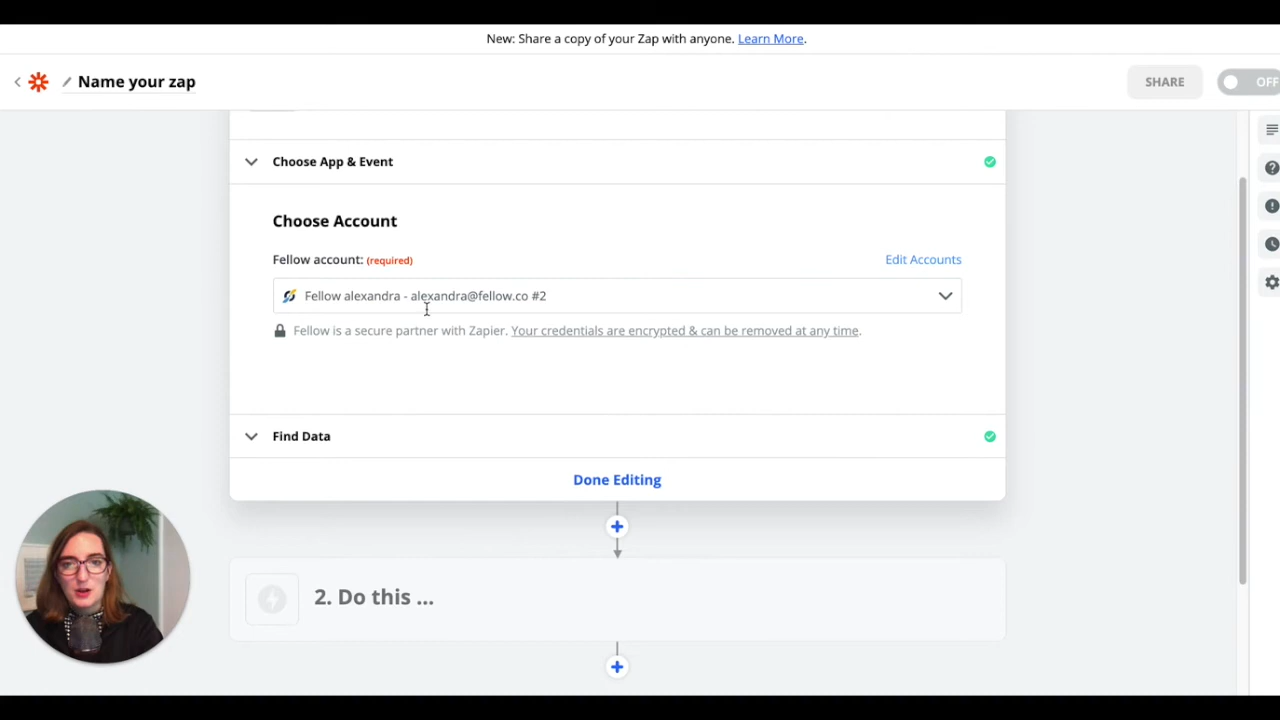 New: Share a copy of your Zap with anyone. Learn More.
Name your zap
SHARE
OFF
Choose App & Event
Choose Account
Fellow account: (required)
Edit Accounts
Fellow alexandra - alexandra@fellow.co #2
Fellow is a secure partner with Zapier. Your credentials are encrypted & can be removed at any time.
Find Data
Done Editing
2. Do this ...